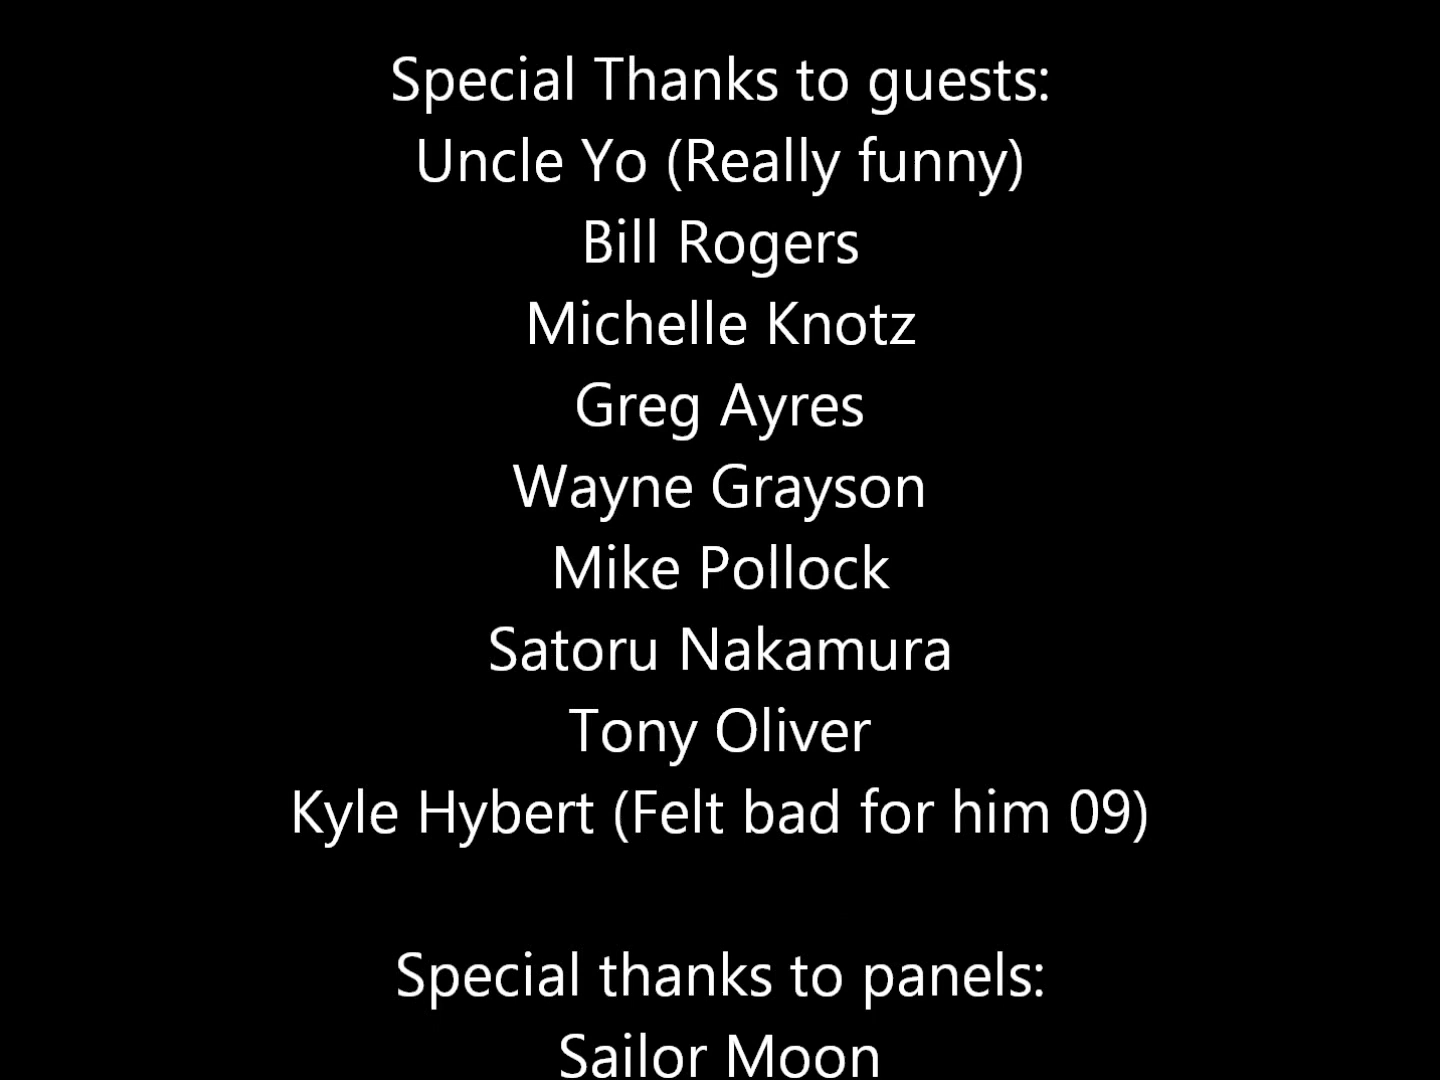 Special Thanks to guests:
Uncle Yo (Really funny)
Bill Rogers
Michelle Knotz
Greg Ayres
Wayne Grayson
Mike Pollock
Satoru Nakamura
Tony Oliver
Kyle Hybert (Felt bad for him 09)
Special thanks to panels:
Sailor Moon